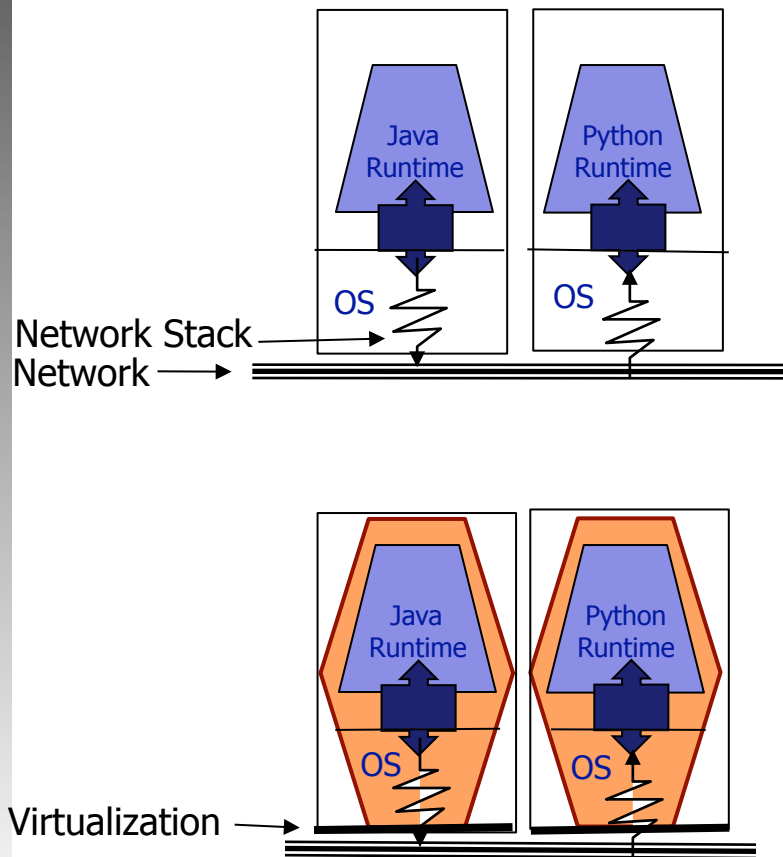 Java
Runtime
Python
Runtime
OS
OS
Network Stack
Network
Java
Runtime
Python
Runtime
OS
OS
Virtualization